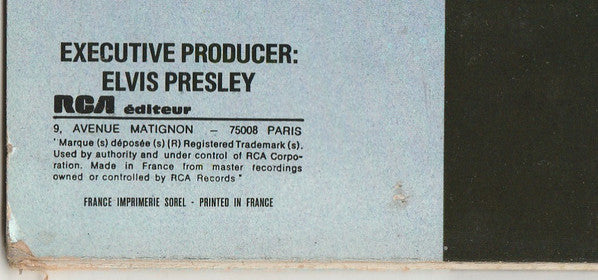 EXECUTIVE PRODUCER:
ELVIS PRESLEY
RCA éditeur
9, AVENUE MATIGNON – 75008 PARIS
"Marque (s) déposée (s) (R) Registered Trademark (s).
Used by authority and under control of RCA Corpo-
ration. Made in France from master recordings
owned or controlled by RCA Records"
FRANCE IMPRIMERIE SOREL - PRINTED IN FRANCE